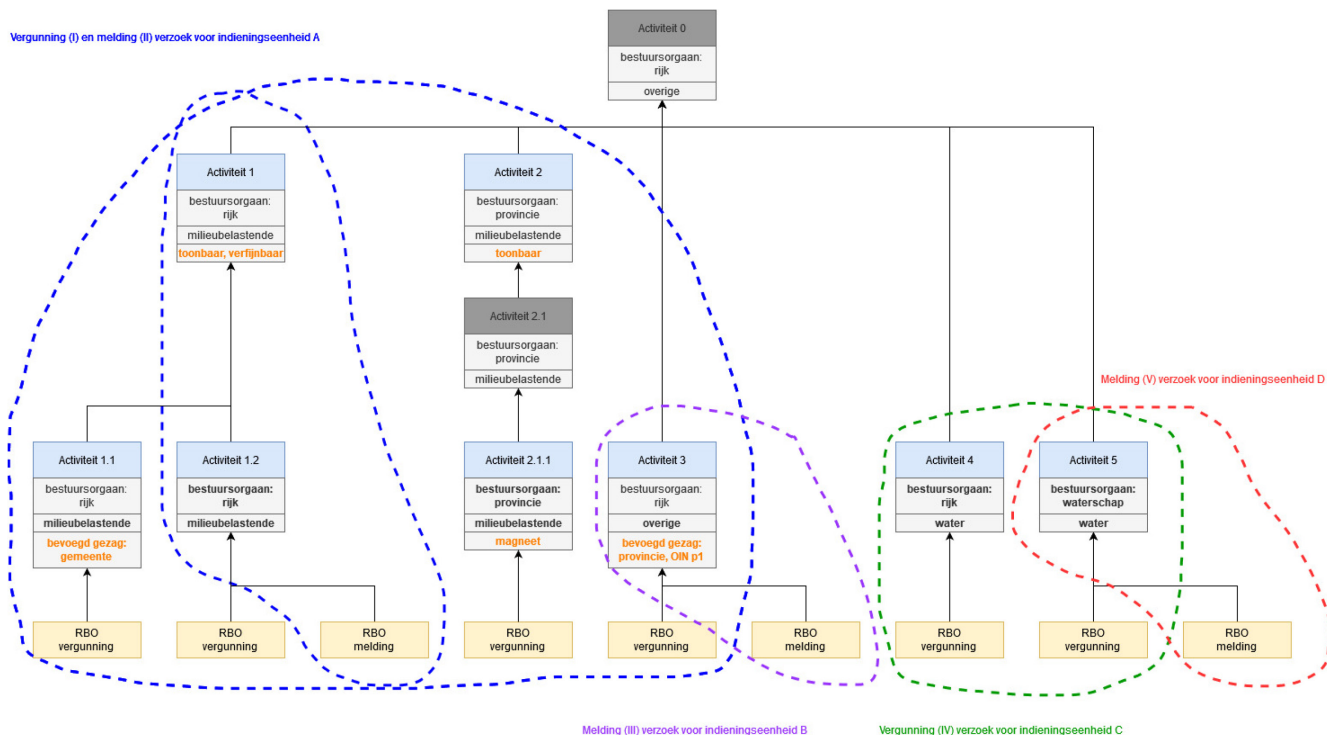 Vergunning (I) en melding (II) verzoek voor indieningseenheid A
Activiteit 0
bestuursorgaan:
rijk
overige
Activiteit 1
bestuursorgaan:
rijk
milieubelastende
toonbaar, verfijnbaar
Activiteit 2
bestuursorgaan:
provincie
milieubelastende
toonbaar
Activiteit 2.1
bestuursorgaan:
provincie
milieubelastende
Melding (V) verzoek voor indieningseenheid D
Activiteit 1.1
bestuursorgaan:
rijk
milieubelastende
bevoegd gezag:
gemeente
Activiteit 1.2
bestuursorgaan:
rijk
milieubelastende
Activiteit 2.1.1
bestuursorgaan:
provincie
milieubelastende
magneet
Activiteit 3
bestuursorgaan:
rijk
overige
bevoegd gezag:
provincie, OIN p1
Activiteit 4
bestuursorgaan:
rijk
water
Activiteit 5
bestuursorgaan:
waterschap
water
RBO
vergunning
RBO
vergunning
RBO
melding
RBO
vergunning
RBO
vergunning
RBO
melding
RBO
vergunning
RBO
vergunning
RBO
melding
Melding (III) verzoek voor indieningseenheid B
Vergunning (IV) verzoek voor indieningseenheid C